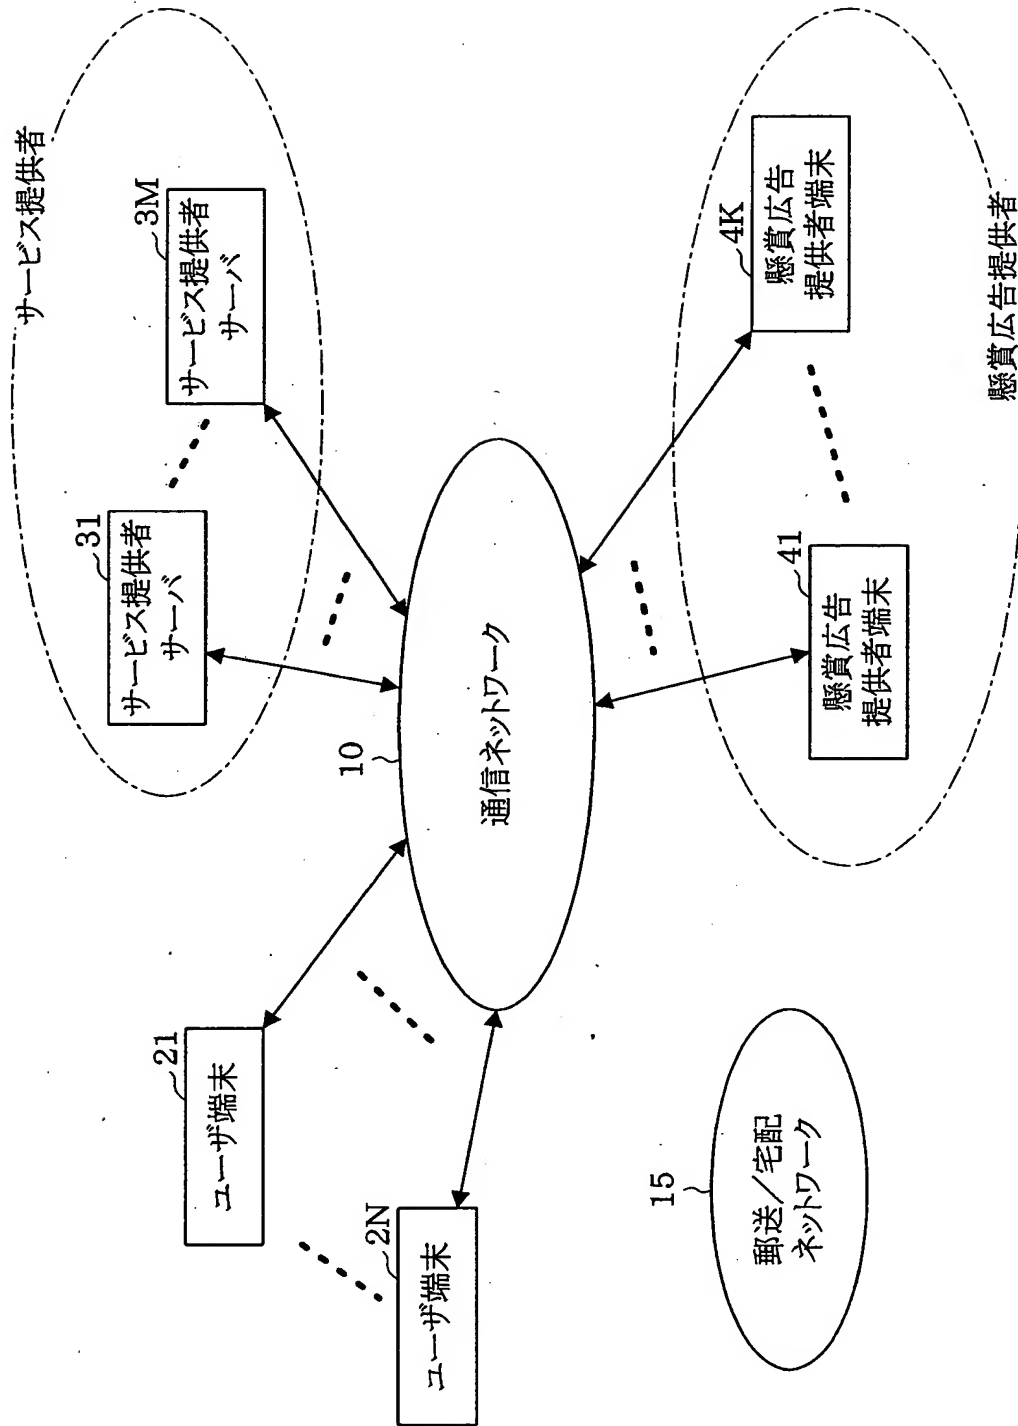 サービス提供者
31
サービス提供者
サーバ
3M
サービス提供者
サーバ
21
ユーザ端末
2N
ユーザ端末
10
通信ネットワーク
15
郵送／宅配
ネットワーク
41
懸賞広告
提供者端末
4K
懸賞広告
提供者端末
懸賞広告提供者